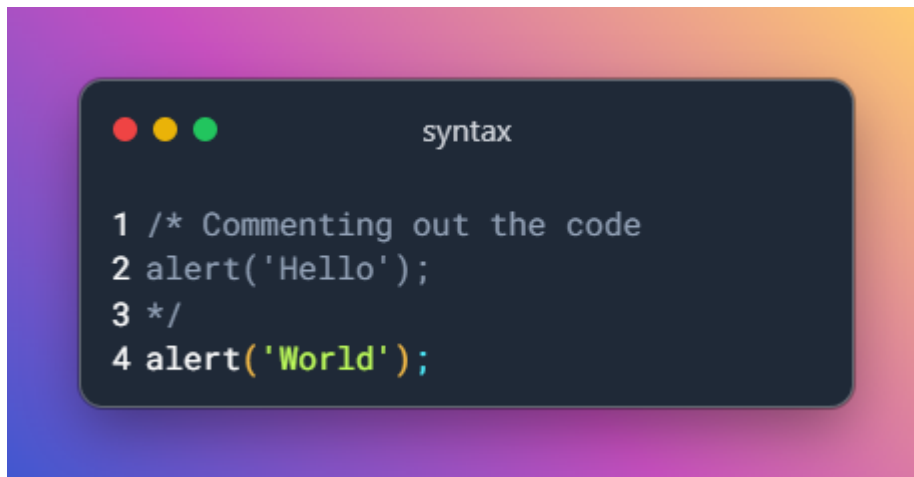 syntax
1 /* Commenting out the code
2 alert('Hello');
3 */
4 alert('World');